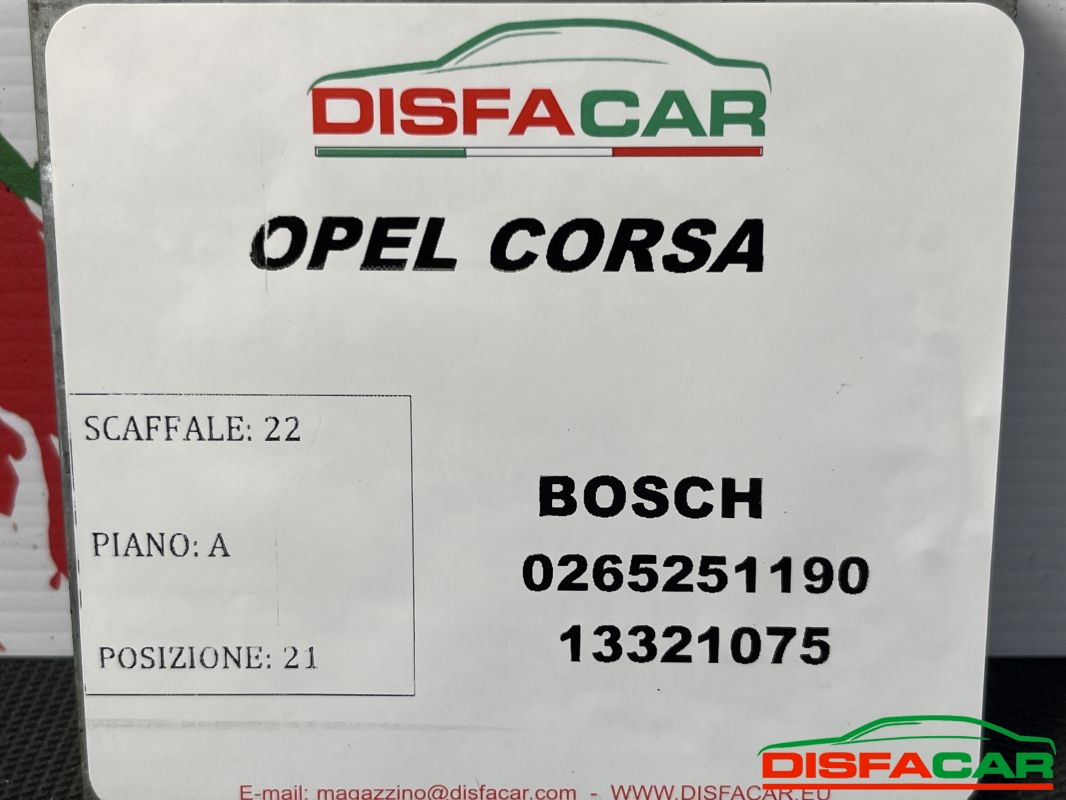 DISFACAR
OPEL CORSA
SCAFFALE: 22
PIANO: A
POSIZIONE: 21
BOSCH
0265251190
13321075
E-mail: magazzino@disfacar.com - WWW.DISFACAR.EU
DISFACAR